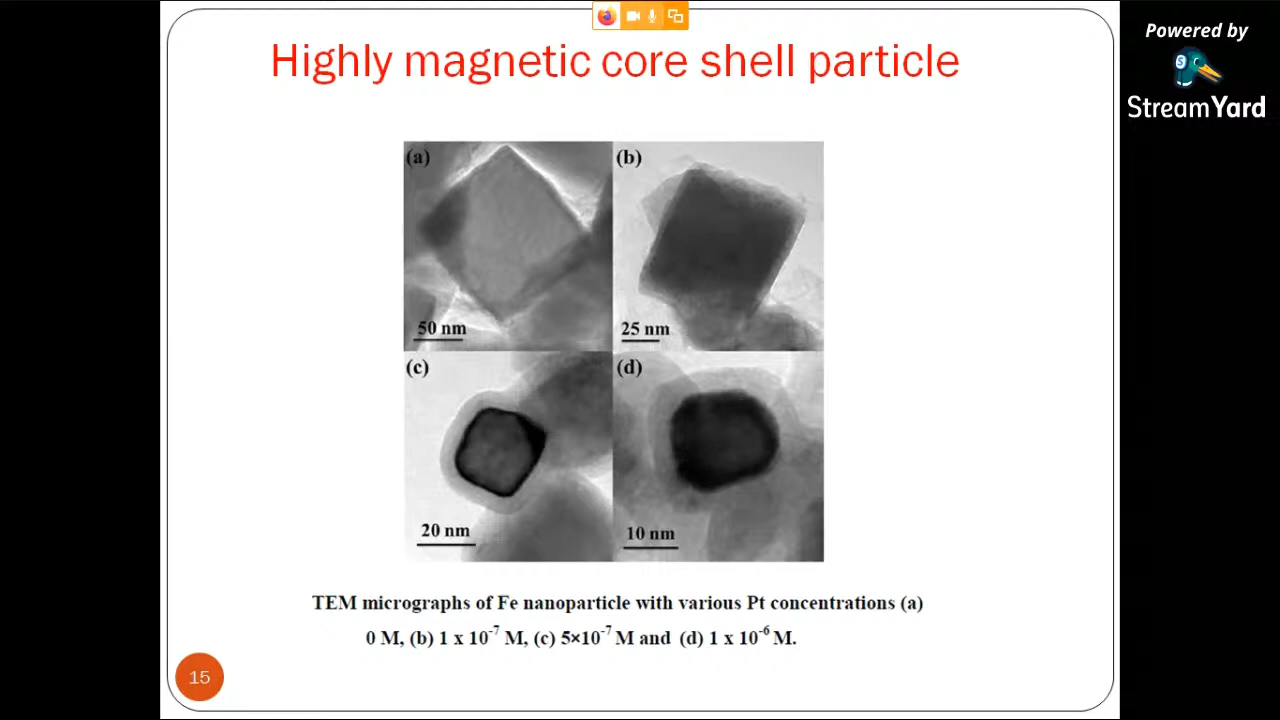 Powered by
StreamYard
Highly magnetic core shell particle
(a)
(b)
50 nm
25 nm
(c)
(d)
20 nm
10 nm
TEM micrographs of Fe nanoparticle with various Pt concentrations (a)
0 M, (b) 1 x 10⁻⁷ M, (c) 5×10⁻⁷ M and (d) 1 x 10⁻⁶ M.
15